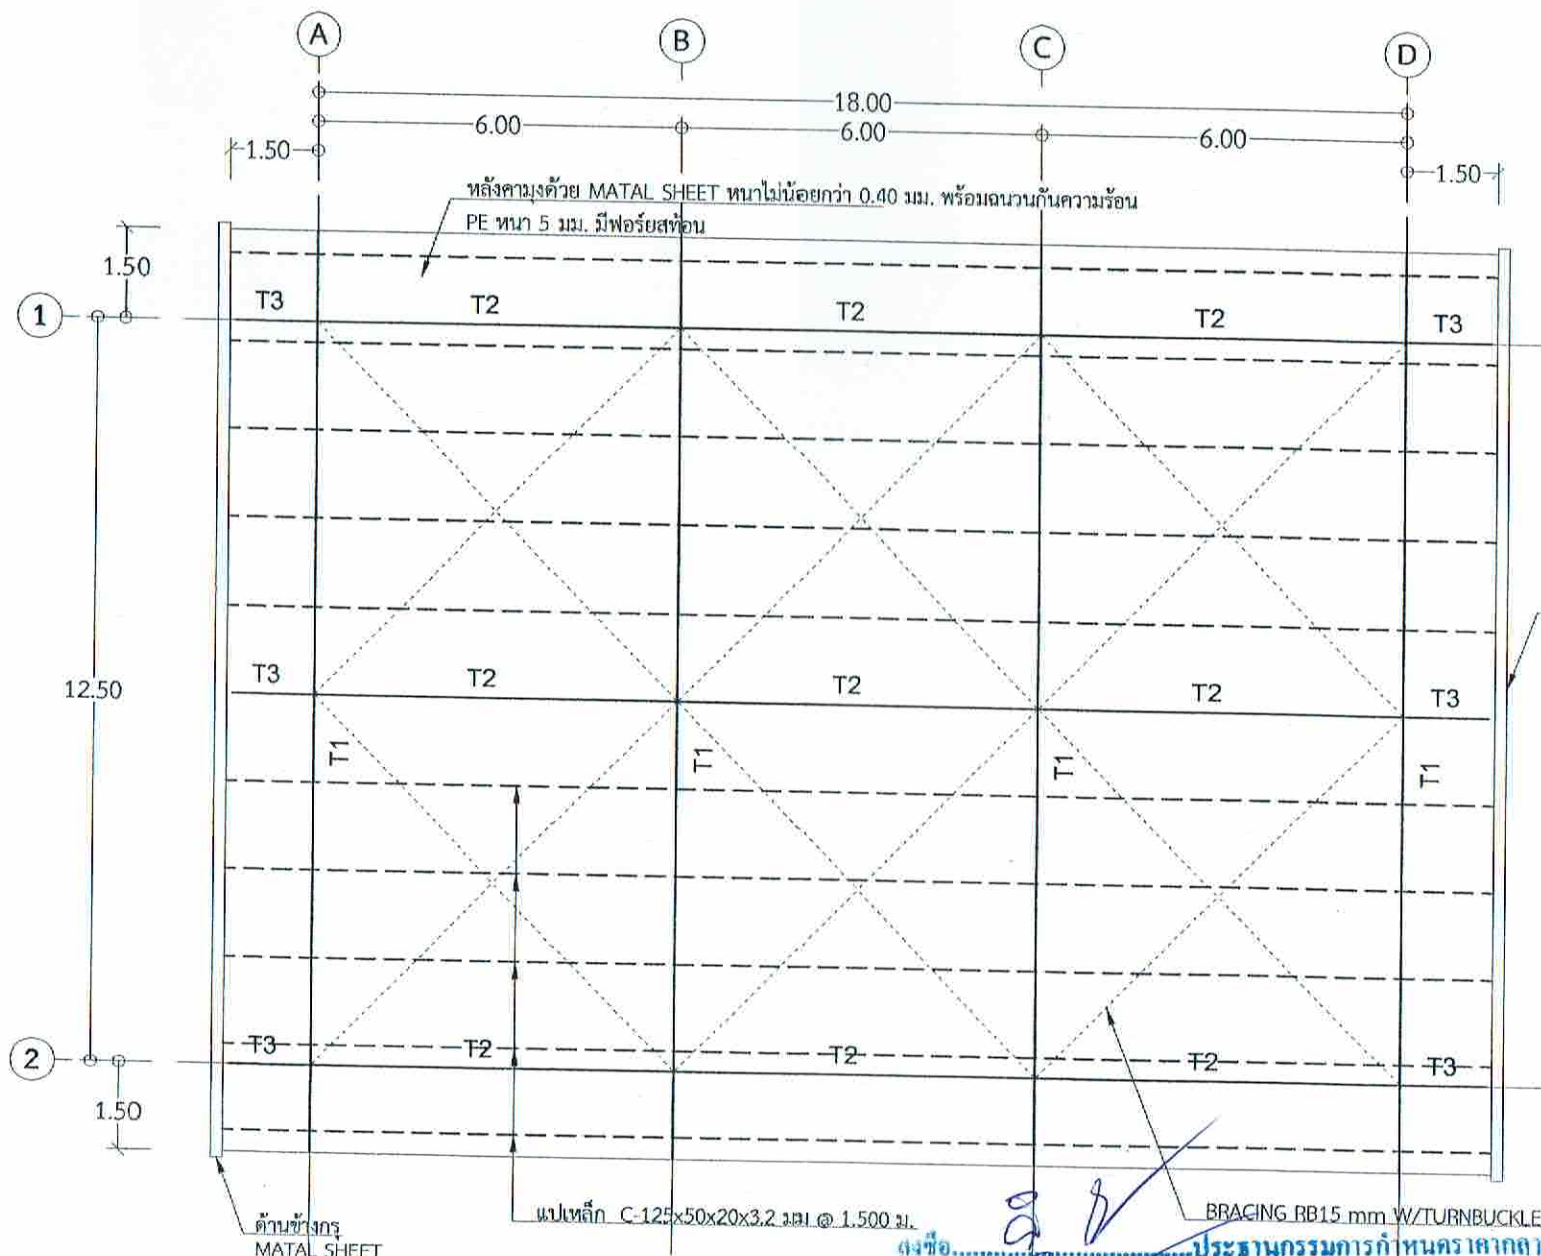 A B C D
18.00
6.00 6.00 6.00
1.50 1.50
หลังคามุงด้วย MATAL SHEET หนาไม่น้อยกว่า 0.40 มม. พร้อมฉนวนกันความร้อน
PE หนา 5 มม. มีฟอร์ยสท้อน
1.50
1
T3 T2 T2 T2 T3
12.50
T3 T2 T2 T2 T3
T1 T1 T1 T1
2
T3 T2 T2 T2 T3
1.50
แปเหล็ก C-125x50x20x3.2 มม @ 1.500 ม.
BRACING RB15 mm W/TURNBUCKLE
ด้านข้างกรุ
MATAL SHEET
ลงชื่อ....................ประธานกรรมการกำหนดราคากลาง